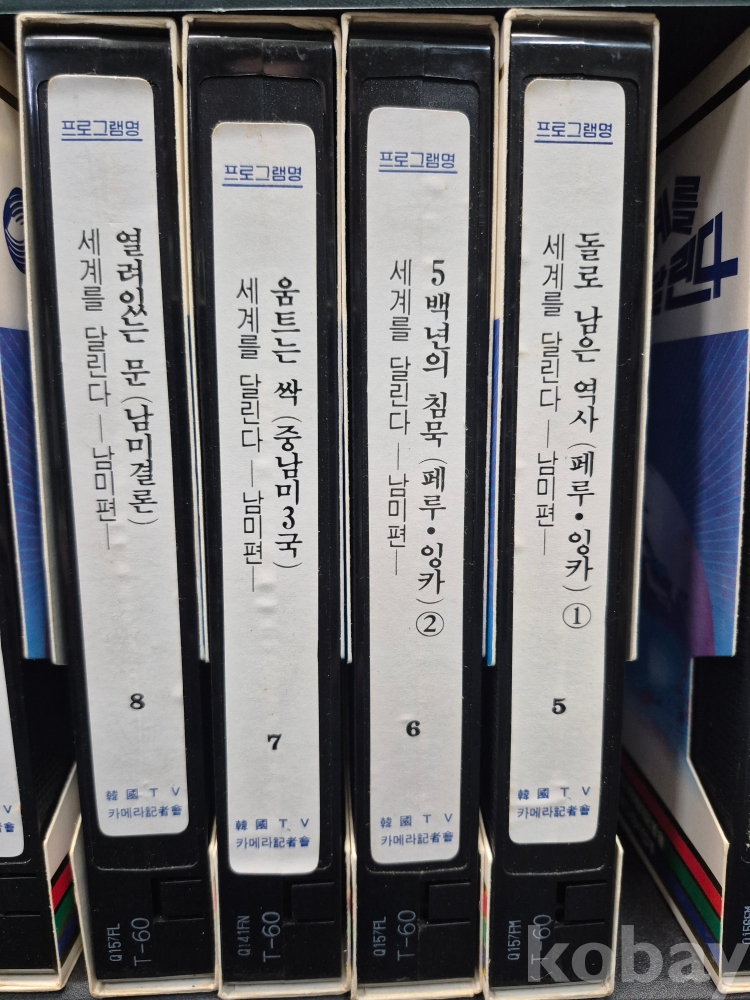 프로그램명
열려있는 문(남미결론)
세계를 달린다 — 남미편 —
8
韓國TV
카메라記者會
Q157FL
T-60
프로그램명
움트는 싹(중남미3국)
세계를 달린다 — 남미편 —
7
韓國TV
카메라記者會
Q141FN
T-60
프로그램명
5백년의 침묵(페루·잉카)②
세계를 달린다 — 남미편 —
6
韓國TV
카메라記者會
Q157FL
T-60
프로그램명
돌로 남은 역사(페루·잉카)①
세계를 달린다 — 남미편 —
5
韓國TV
카메라記者會
Q157FM
T-60
kobay